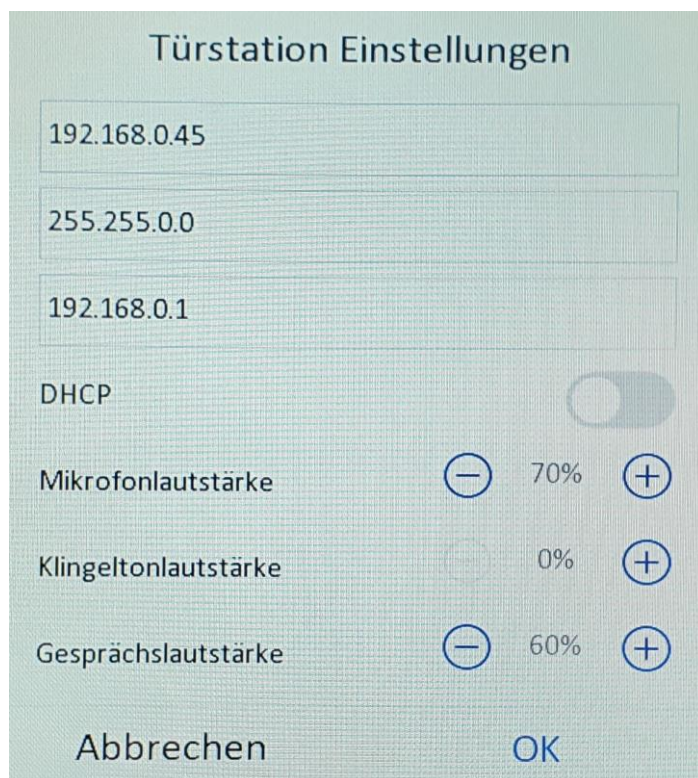 Türstation Einstellungen
192.168.0.45
255.255.0.0
192.168.0.1
DHCP
Mikrofonlautstärke 70%
Klingeltonlautstärke 0%
Gesprächslautstärke 60%
Abbrechen OK